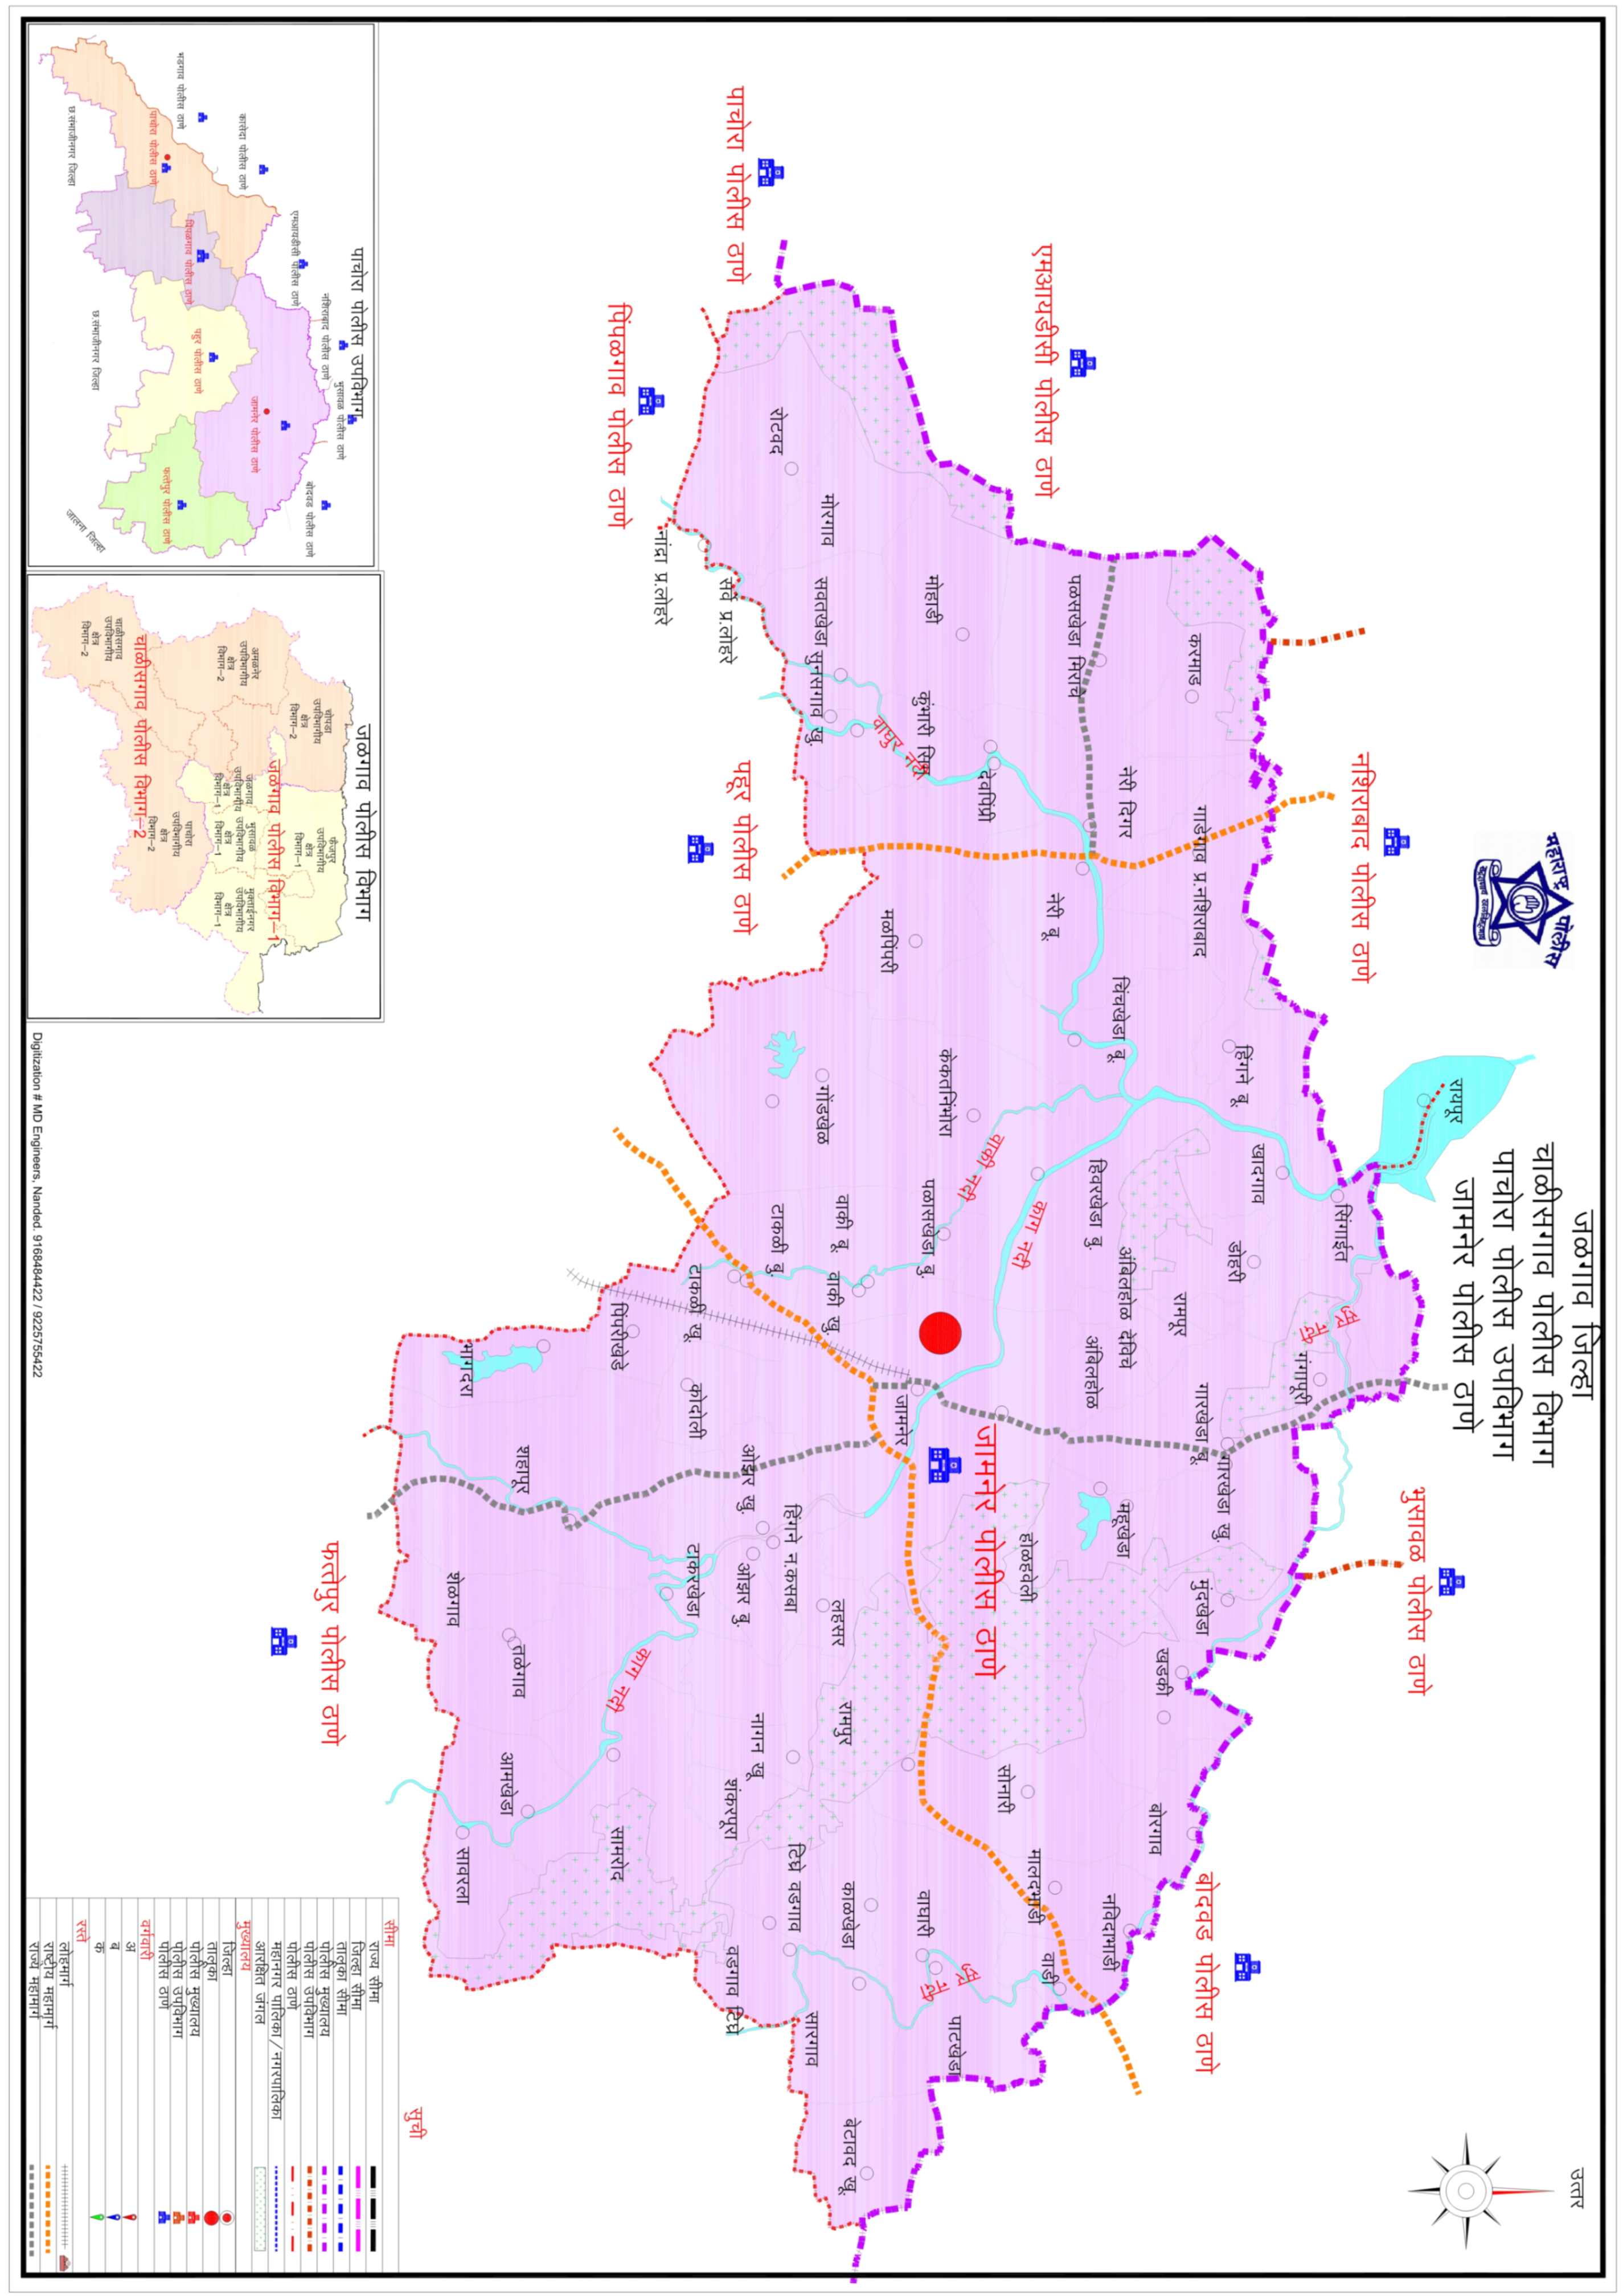 जळगाव जिल्हा
चाळीसगाव पोलीस विभाग
पाचोरा पोलीस उपविभाग
जामनेर पोलीस ठाणे
महाराष्ट्र पोलीस
उत्तर
रायपूर
भुसावळ पोलीस ठाणे
नशिराबाद पोलीस ठाणे
सिंगाईत
सुर नदी
गंगापूरी
खादगाव
हिंगने बू.
डोहरी
गारखेडा खु.
गारखेडा बू.
मुंदखेडा
बोदवड पोलीस ठाणे
करमाड
गाडेगाव प्र.नशिराबाद
रामपूर
खडकी
बोरगाव
नेरी दिगर
चिंचखेडा बू.
अंबिलहोळ देविचे
महूखेडा
नविदाभाडी
हिवरखेडा बु.
अंबिलहोळ
पळसखेडा मिराचे
नेरी बू.
एमआयडीसी पोलीस ठाणे
काग नदी
होळहवेली
मालदभाडी
वाडी
सोनारी
देवपिंप्री
वाकी नदी
जामनेर पोलीस ठाणे
सुर नदी
पाटखेडा
मोहाडी
कुंभारी सिम
केकतनिंभोरा
पळासखेडा बु.
वाघारी
वाघुर नदी
मळपिंपरी
जामनेर
मोरगाव
सवतखेडा
सुनसगाव खु.
गोंडखेळ
वाकी बू.
वाकी खु.
लहसर
रामपुर
काळखेडा
बेटावद खू.
सारगाव
रोटवद
टाकळी बु.
हिंगने न.कसबा
टिघ्रे वडगाव
पाचोरा पोलीस ठाणे
पहूर पोलीस ठाणे
ओझर खु.
ओझर बु.
नागन खू
शंकरपूरा
वडगाव टिघ्रे
सर्वे प्र.लोहरे
टाकळी खू.
कोदोली
टाकरखेडा
नांद्रा प्र.लोहरे
पिंपळगाव पोलीस ठाणे
पिंपरीखेडे
काग नदी
सामरोद
शहापूर
तळेगाव
आमखेडा
भागदरा
शेळगाव
सावरला
फत्तेपुर पोलीस ठाणे
पाचोरा पोलीस उपविभाग
भुसावळ पोलीस ठाणे
नशिराबाद पोलीस ठाणे
बोदवड पोलीस ठाणे
एमआयडीसी पोलीस ठाणे
जामनेर पोलीस ठाणे
कासेदा पोलीस ठाणे
पहुर पोलीस ठाणे
पिंपळगाव पोलीस ठाणे
भडगाव पोलीस ठाणे
फत्तेपुर पोलीस ठाणे
पाचोरा पोलीस ठाणे
छ.संभाजीनगर जिल्हा
छ.संभाजीनगर जिल्हा
जालना जिल्हा
जळगाव पोलीस विभाग
चोपडा
उपविभागीय
क्षेत्र
विभाग-2
फैजपुर
उपविभागीय
क्षेत्र
विभाग-1
जळगाव पोलीस विभाग-1
अमळनेर
उपविभागीय
क्षेत्र
विभाग-2
जळगाव
उपविभागीय
क्षेत्र
विभाग-1
भुसावळ
उपविभागीय
क्षेत्र
विभाग-1
मुक्ताईनगर
उपविभागीय
क्षेत्र
विभाग-1
पाचोरा
उपविभागीय
क्षेत्र
विभाग-2
चाळीसगाव पोलीस विभाग-2
चाळीसगाव
उपविभागीय
क्षेत्र
विभाग-2
Digitization # MD Engineers, Nanded. 9168484422 / 9225755422
सुची
सीमा
राज्य सीमा
जिल्हा सीमा
तालूका सीमा
पोलीस मुख्यालय
पोलीस उपविभाग
पोलीस ठाणे
महानगर पालिका/नगरपालिका
आरक्षित जंगल
मुख्यालय
जिल्हा
तालूका
पोलीस मुख्यालय
पोलीस उपविभाग
पोलीस ठाणे
वर्गवारी
अ
ब
क
रस्ते
लोहमार्ग
राष्टीय महामार्ग
राज्य महामार्ग